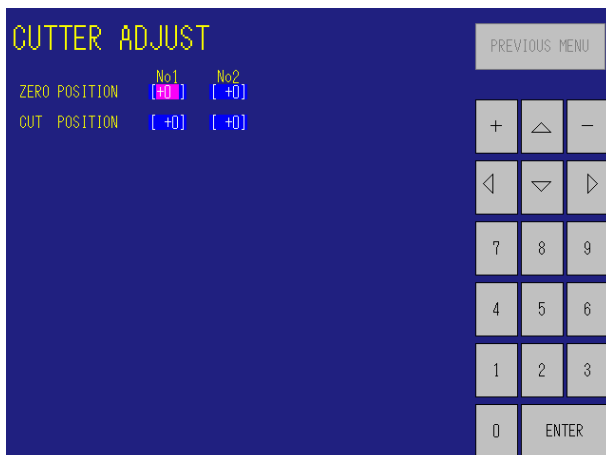 CUTTER ADJUST
No1 No2
ZERO POSITION [+0 ] [ +0]
CUT POSITION [ +0] [ +0]
PREVIOUS MENU
+ △ −
◁ ▽ ▷
7 8 9
4 5 6
1 2 3
0 ENTER